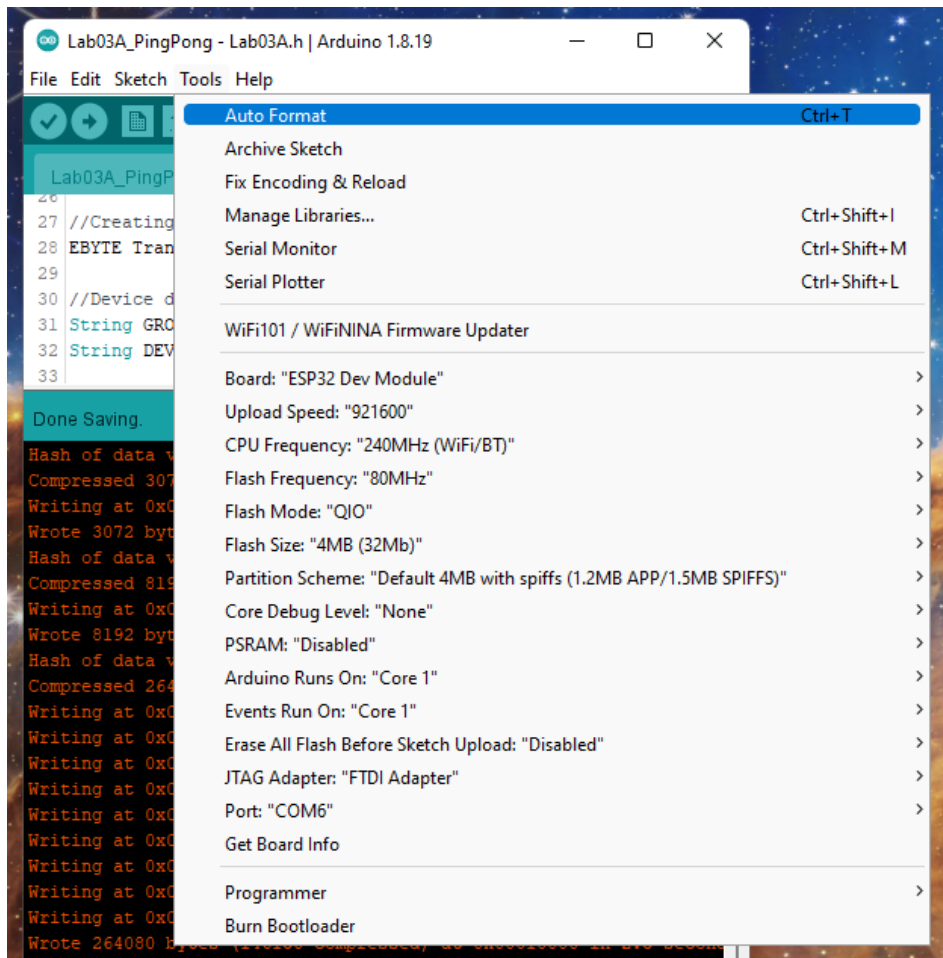 Lab03A_PingPong - Lab03A.h | Arduino 1.8.19
File Edit Sketch Tools Help
Auto Format Ctrl+T
Archive Sketch
Fix Encoding & Reload
Manage Libraries... Ctrl+Shift+I
Serial Monitor Ctrl+Shift+M
Serial Plotter Ctrl+Shift+L
WiFi101 / WiFiNINA Firmware Updater
Board: "ESP32 Dev Module"
Upload Speed: "921600"
CPU Frequency: "240MHz (WiFi/BT)"
Flash Frequency: "80MHz"
Flash Mode: "QIO"
Flash Size: "4MB (32Mb)"
Partition Scheme: "Default 4MB with spiffs (1.2MB APP/1.5MB SPIFFS)"
Core Debug Level: "None"
PSRAM: "Disabled"
Arduino Runs On: "Core 1"
Events Run On: "Core 1"
Erase All Flash Before Sketch Upload: "Disabled"
JTAG Adapter: "FTDI Adapter"
Port: "COM6"
Get Board Info
Programmer
Burn Bootloader
Lab03A_PingP
26
27 //Creating
28 EBYTE Tran
29
30 //Device d
31 String GRO
32 String DEV
33
Done Saving.
Hash of data v
Compressed 307
Writing at 0x0
Wrote 3072 byt
Hash of data v
Compressed 819
Writing at 0x0
Wrote 8192 byt
Hash of data v
Compressed 264
Writing at 0x0
Writing at 0x0
Writing at 0x0
Writing at 0x0
Writing at 0x0
Writing at 0x0
Writing at 0x0
Writing at 0x0
Writing at 0x0
Wrote 264080